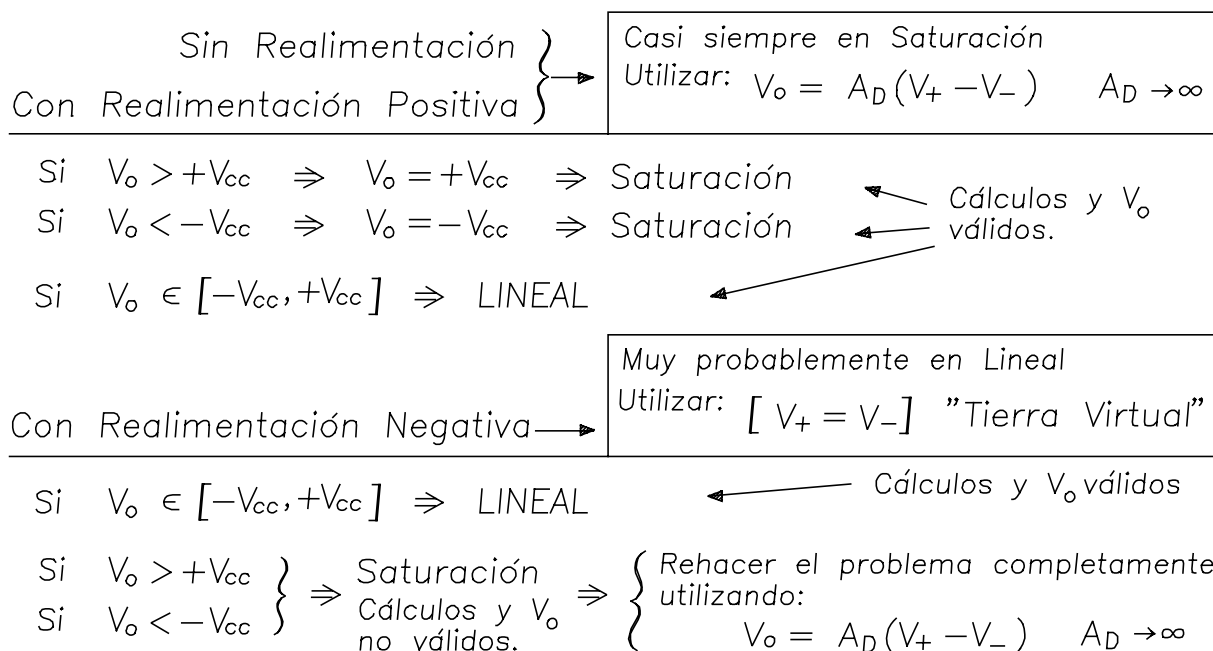 Sin Realimentación
Con Realimentación Positiva
Casi siempre en Saturación
Utilizar: Vo = AD(V+ −V−) AD →∞
Si Vo > +Vcc ⇒ Vo = +Vcc ⇒ Saturación
Si Vo < −Vcc ⇒ Vo = −Vcc ⇒ Saturación
Cálculos y Vo
válidos.
Si Vo ∈ [−Vcc, +Vcc] ⇒ LINEAL
Muy probablemente en Lineal
Utilizar: [ V+ = V−] "Tierra Virtual"
Con Realimentación Negativa
Si Vo ∈ [−Vcc, +Vcc] ⇒ LINEAL
Cálculos y Vo válidos
Si Vo > +Vcc
Si Vo < −Vcc
⇒ Saturación
Cálculos y Vo
no válidos.
⇒ Rehacer el problema completamente
utilizando:
Vo = AD(V+ −V−) AD →∞